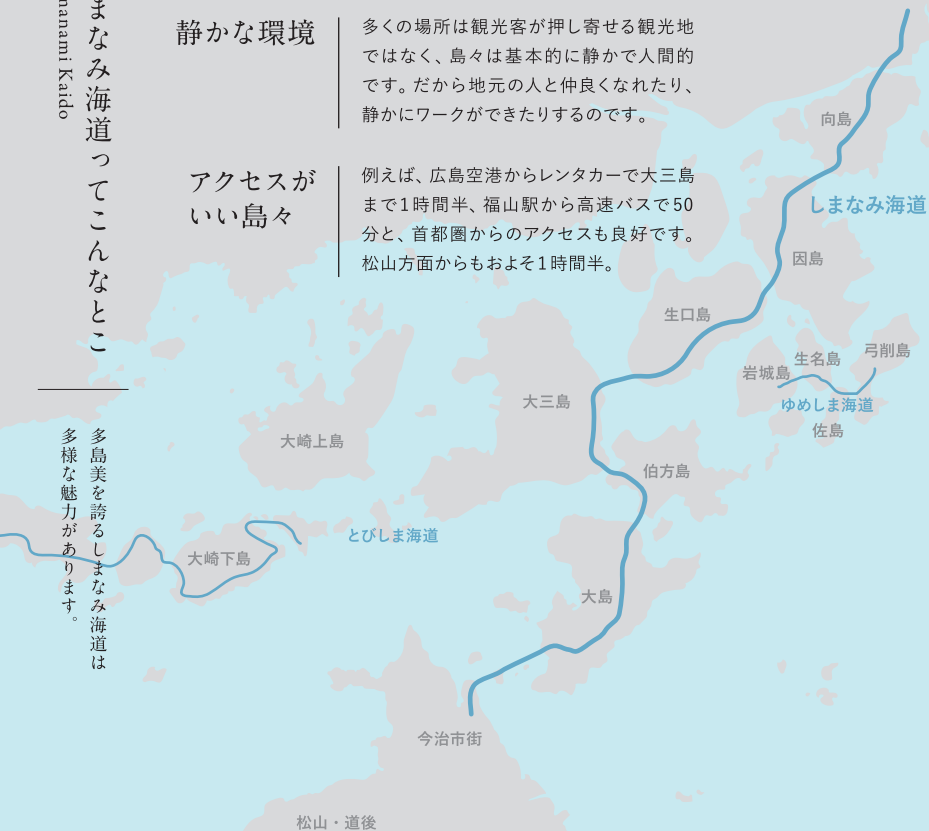 まなみ海道ってこんなとこ
nanami Kaido
多島美を誇るしまなみ海道は
多様な魅力があります。
静かな環境
多くの場所は観光客が押し寄せる観光地
ではなく、島々は基本的に静かで人間的
です。だから地元の人と仲良くなれたり、
静かにワークができたりするのです。
アクセスが
いい島々
例えば、広島空港からレンタカーで大三島
まで1時間半、福山駅から高速バスで50
分と、首都圏からのアクセスも良好です。
松山方面からもおよそ1時間半。
向島
しまなみ海道
因島
生口島
岩城島
生名島
弓削島
ゆめしま海道
佐島
大三島
大崎上島
伯方島
とびしま海道
大崎下島
大島
今治市街
松山・道後